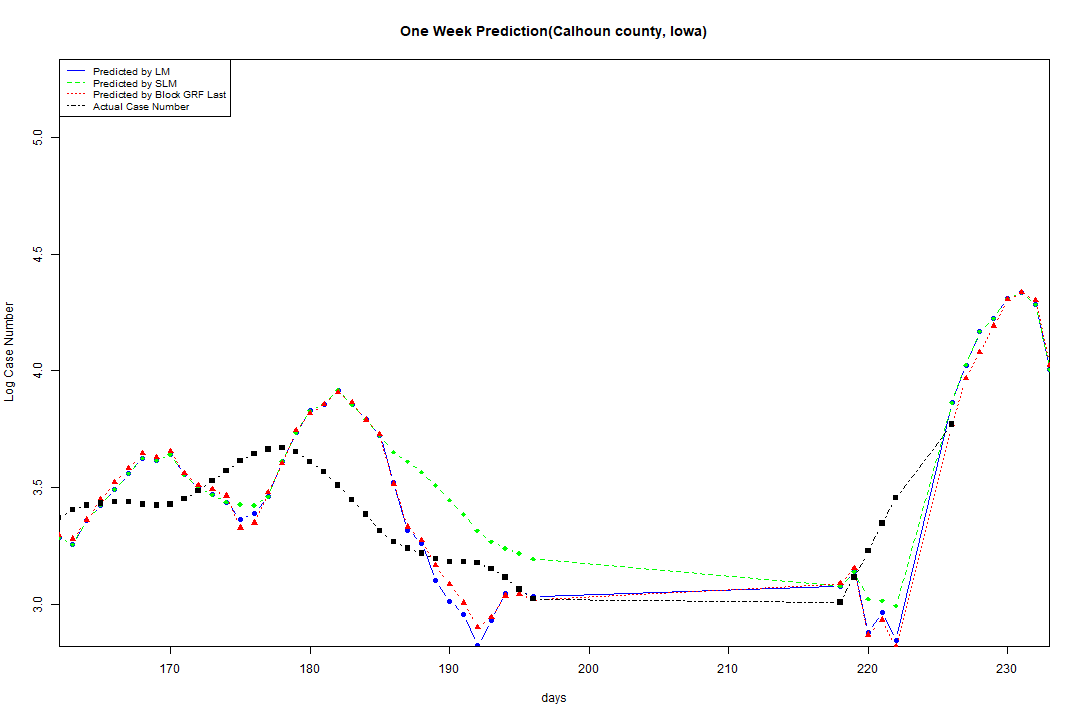 One Week Prediction(Calhoun county, Iowa)
Predicted by LM
Predicted by SLM
Predicted by Block GRF Last
Actual Case Number
5.0
4.5
4.0
3.5
3.0
Log Case Number
170 180 190 200 210 220 230
days